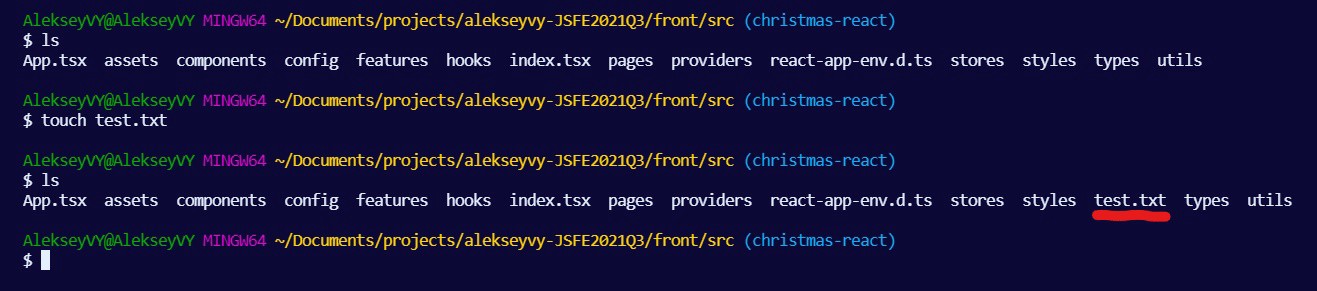 AlekseyVY@AlekseyVY MINGW64 ~/Documents/projects/alekseyvy-JSFE2021Q3/front/src (christmas-react)
$ ls
App.tsx assets components config features hooks index.tsx pages providers react-app-env.d.ts stores styles types utils
AlekseyVY@AlekseyVY MINGW64 ~/Documents/projects/alekseyvy-JSFE2021Q3/front/src (christmas-react)
$ touch test.txt
AlekseyVY@AlekseyVY MINGW64 ~/Documents/projects/alekseyvy-JSFE2021Q3/front/src (christmas-react)
$ ls
App.tsx assets components config features hooks index.tsx pages providers react-app-env.d.ts stores styles test.txt types utils
AlekseyVY@AlekseyVY MINGW64 ~/Documents/projects/alekseyvy-JSFE2021Q3/front/src (christmas-react)
$